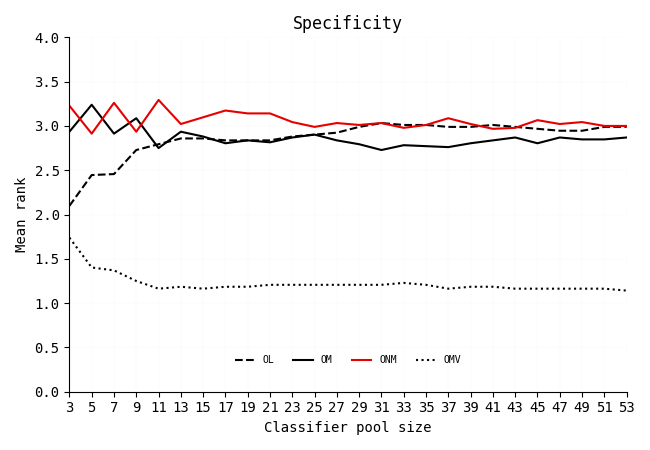 Specificity
4.0
3.5
3.0
2.5
2.0
1.5
1.0
0.5
0.0
Mean rank
OL OM ONM OMV
3 5 7 9 11 13 15 17 19 21 23 25 27 29 31 33 35 37 39 41 43 45 47 49 51 53
Classifier pool size